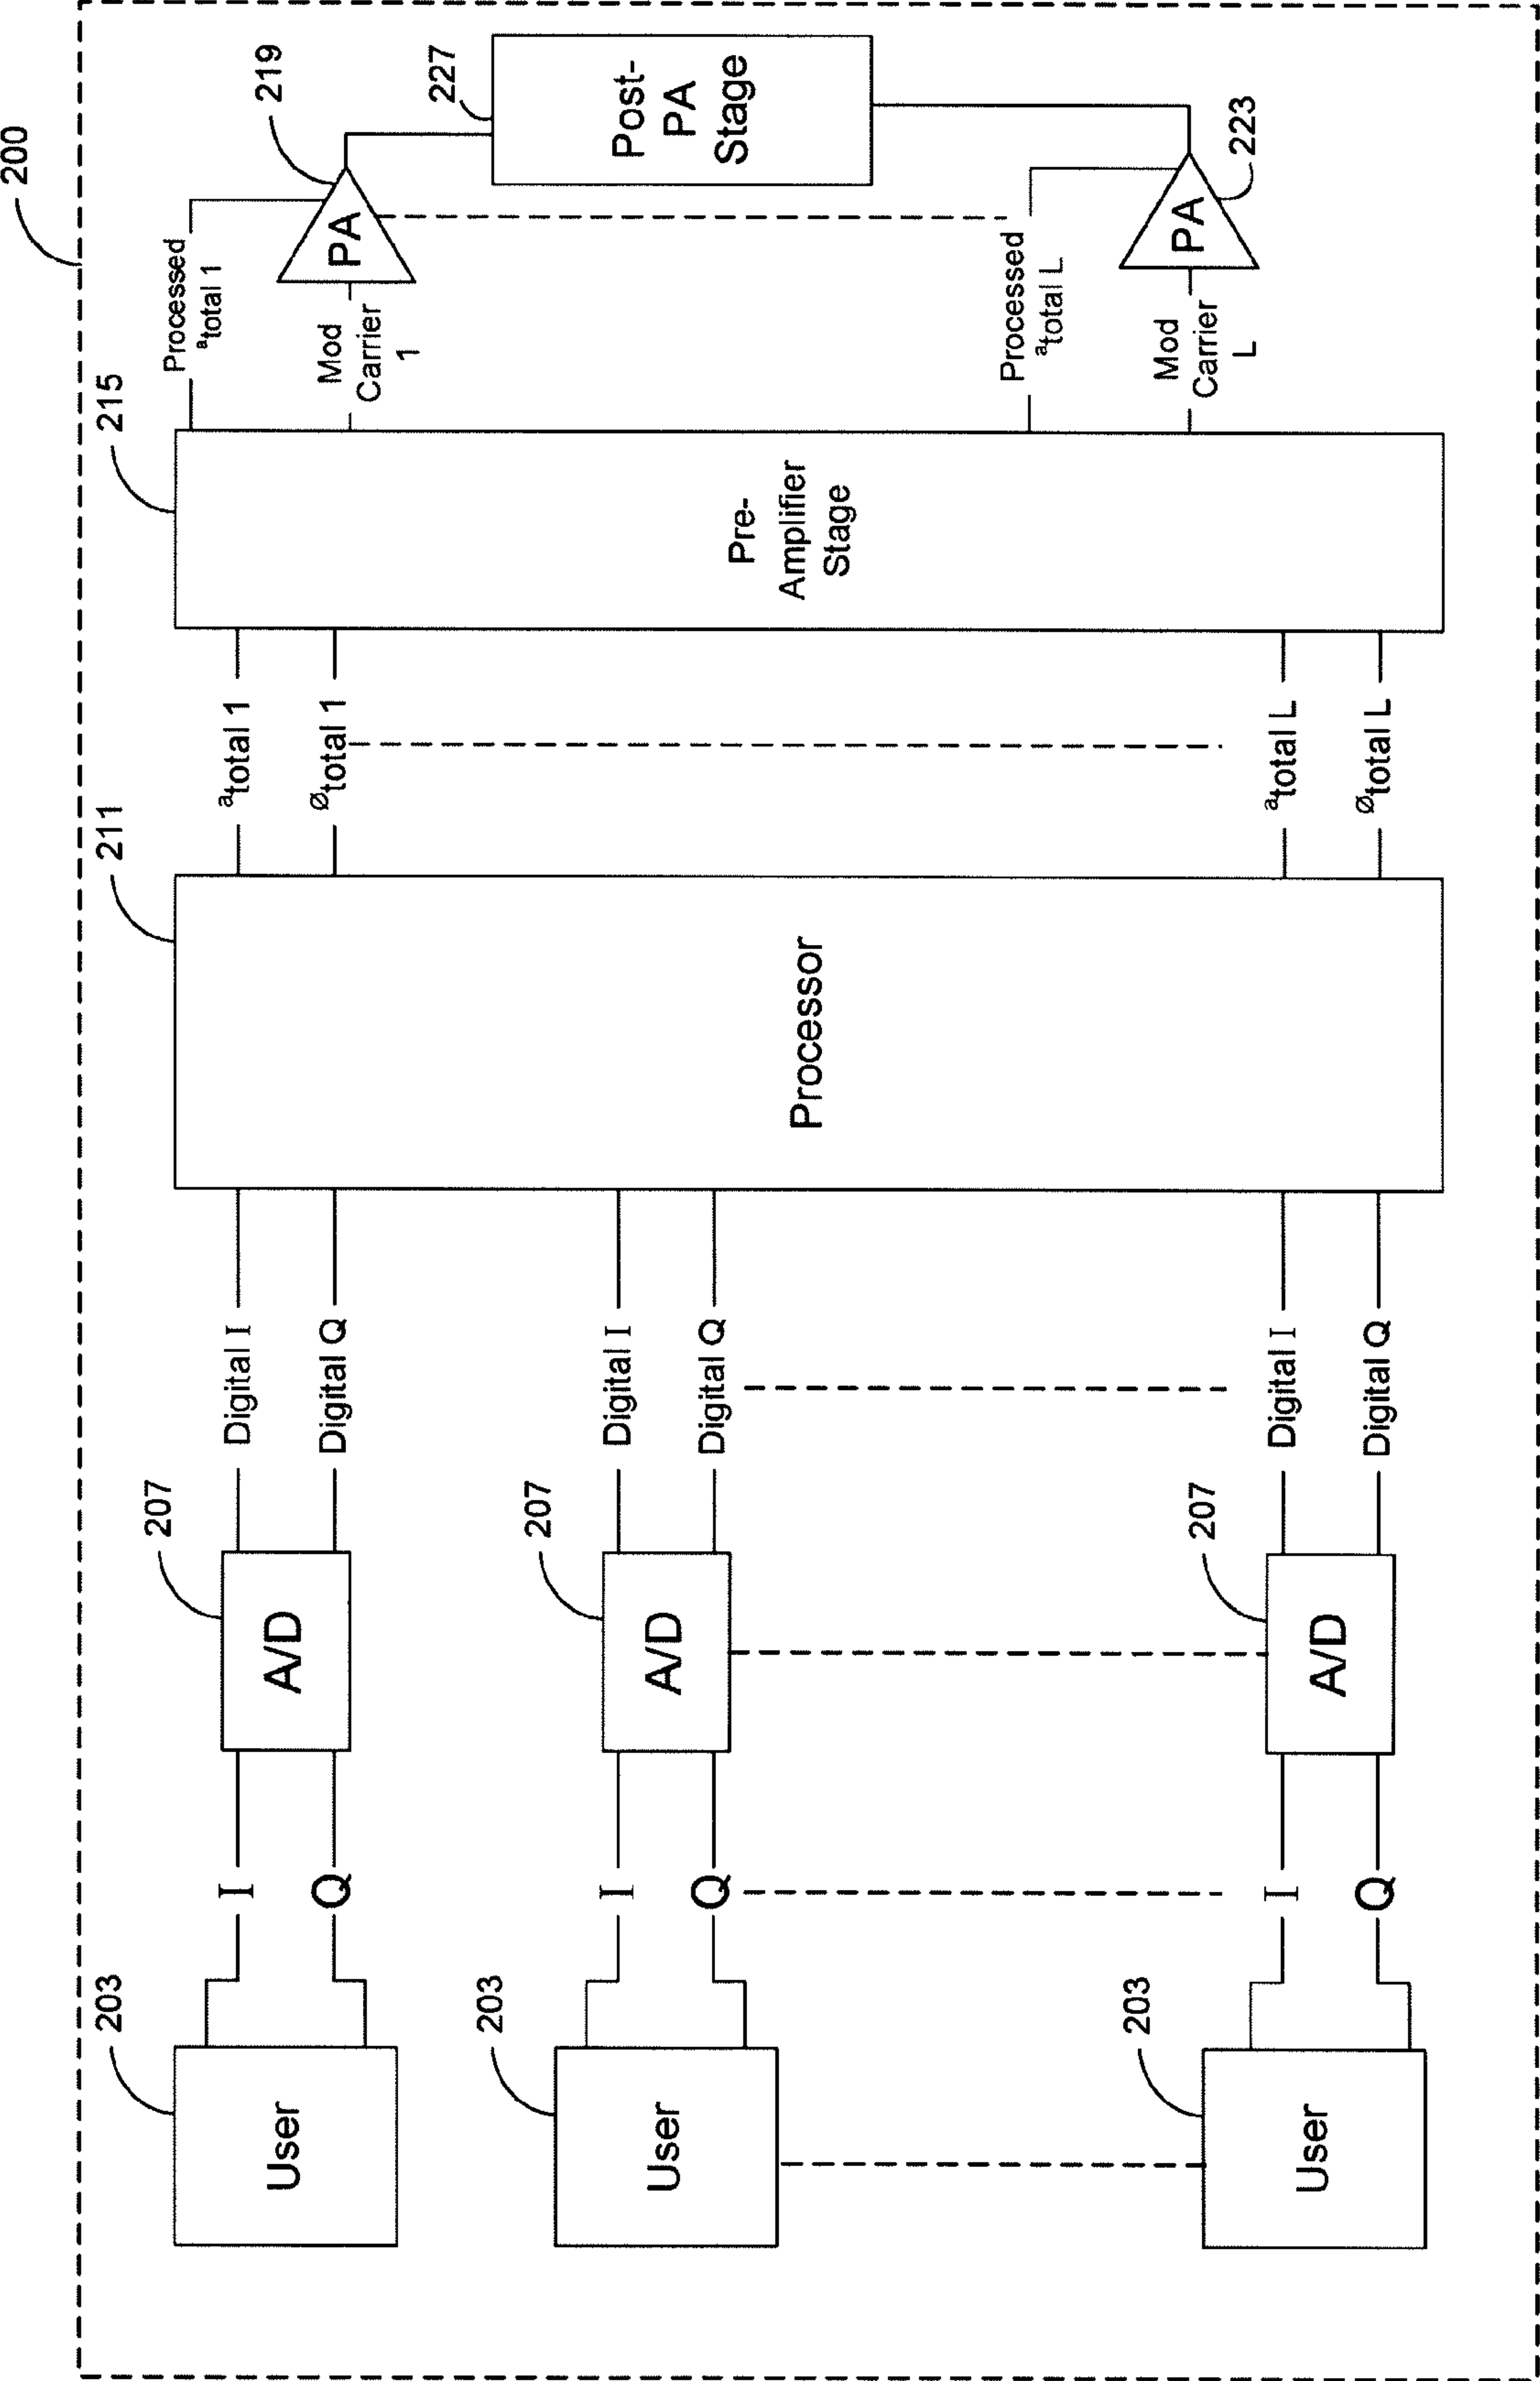 200
203
User
I
Q
207
A/D
Digital I
Digital Q
203
User
I
Q
207
A/D
Digital I
Digital Q
203
User
I
Q
207
A/D
Digital I
Digital Q
211
Processor
atotal 1
Øtotal 1
atotal L
Øtotal L
215
Pre-
Amplifier
Stage
Processed
atotal 1
Mod
Carrier
1
219
PA
Processed
atotal L
Mod
Carrier
L
PA
223
227
Post-
PA
Stage